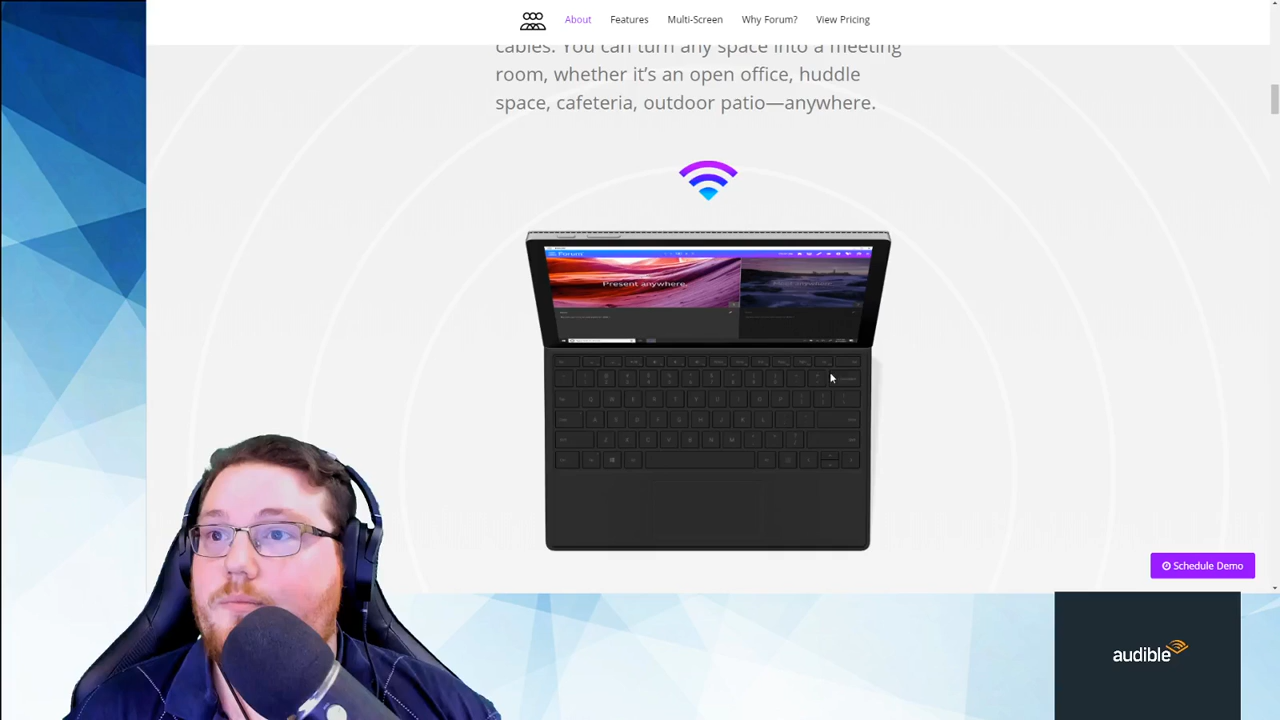 About Features Multi-Screen Why Forum? View Pricing
cables. You can turn any space into a meeting
room, whether it's an open office, huddle
space, cafeteria, outdoor patio—anywhere.
Forum
Present anywhere.
Schedule Demo
audible